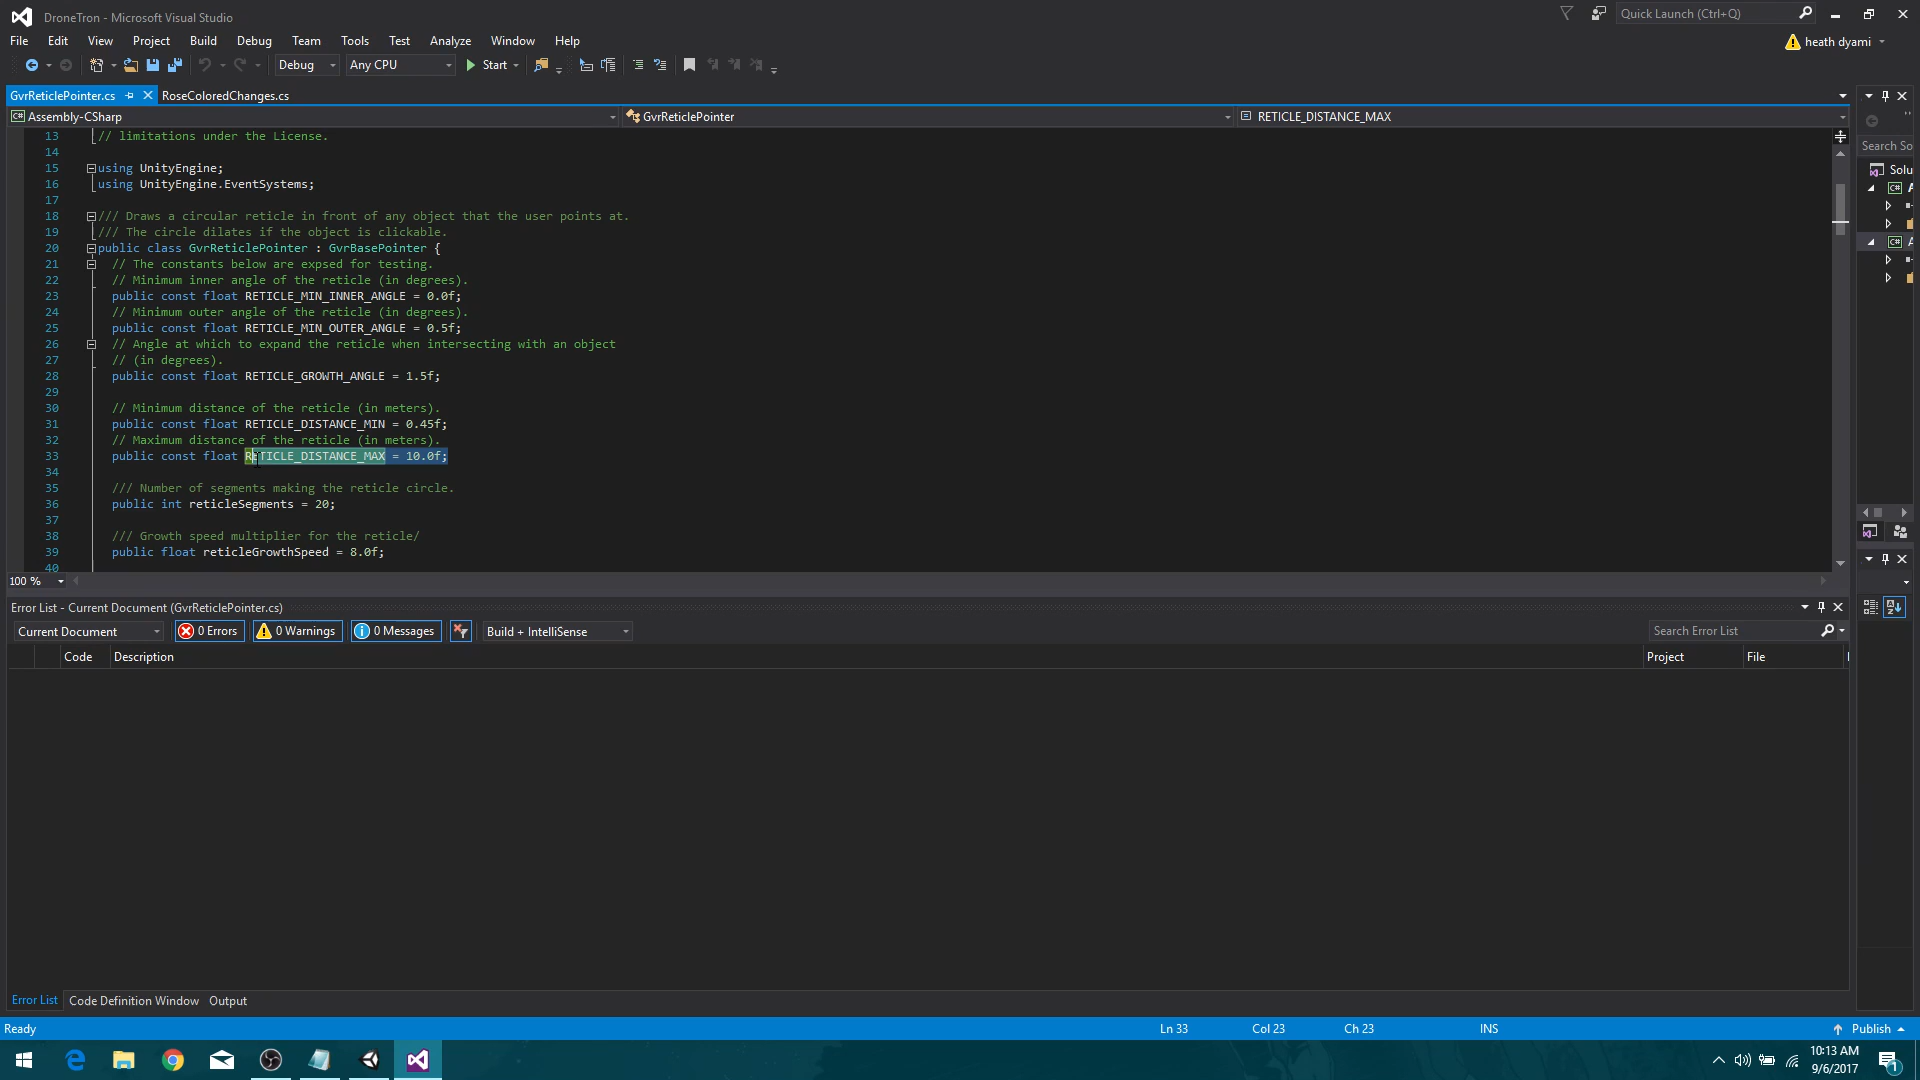 DroneTron - Microsoft Visual Studio
Quick Launch (Ctrl+Q)
File Edit View Project Build Debug Team Tools Test Analyze Window Help
heath dyami
Debug Any CPU Start
GvrReticlePointer.cs RoseColoredChanges.cs
Assembly-CSharp GvrReticlePointer RETICLE_DISTANCE_MAX
13 // limitations under the License.
14
15 using UnityEngine;
16 using UnityEngine.EventSystems;
17
18 /// Draws a circular reticle in front of any object that the user points at.
19 /// The circle dilates if the object is clickable.
20 public class GvrReticlePointer : GvrBasePointer {
21 // The constants below are expsed for testing.
22 // Minimum inner angle of the reticle (in degrees).
23 public const float RETICLE_MIN_INNER_ANGLE = 0.0f;
24 // Minimum outer angle of the reticle (in degrees).
25 public const float RETICLE_MIN_OUTER_ANGLE = 0.5f;
26 // Angle at which to expand the reticle when intersecting with an object
27 // (in degrees).
28 public const float RETICLE_GROWTH_ANGLE = 1.5f;
29
30 // Minimum distance of the reticle (in meters).
31 public const float RETICLE_DISTANCE_MIN = 0.45f;
32 // Maximum distance of the reticle (in meters).
33 public const float RETICLE_DISTANCE_MAX = 10.0f;
34
35 /// Number of segments making the reticle circle.
36 public int reticleSegments = 20;
37
38 /// Growth speed multiplier for the reticle/
39 public float reticleGrowthSpeed = 8.0f;
40
100 %
Search So
Solu
Error List - Current Document (GvrReticlePointer.cs)
Current Document 0 Errors 0 Warnings 0 Messages Build + IntelliSense Search Error List
Code Description Project File
Error List Code Definition Window Output
Ready Ln 33 Col 23 Ch 23 INS Publish
10:13 AM
9/6/2017